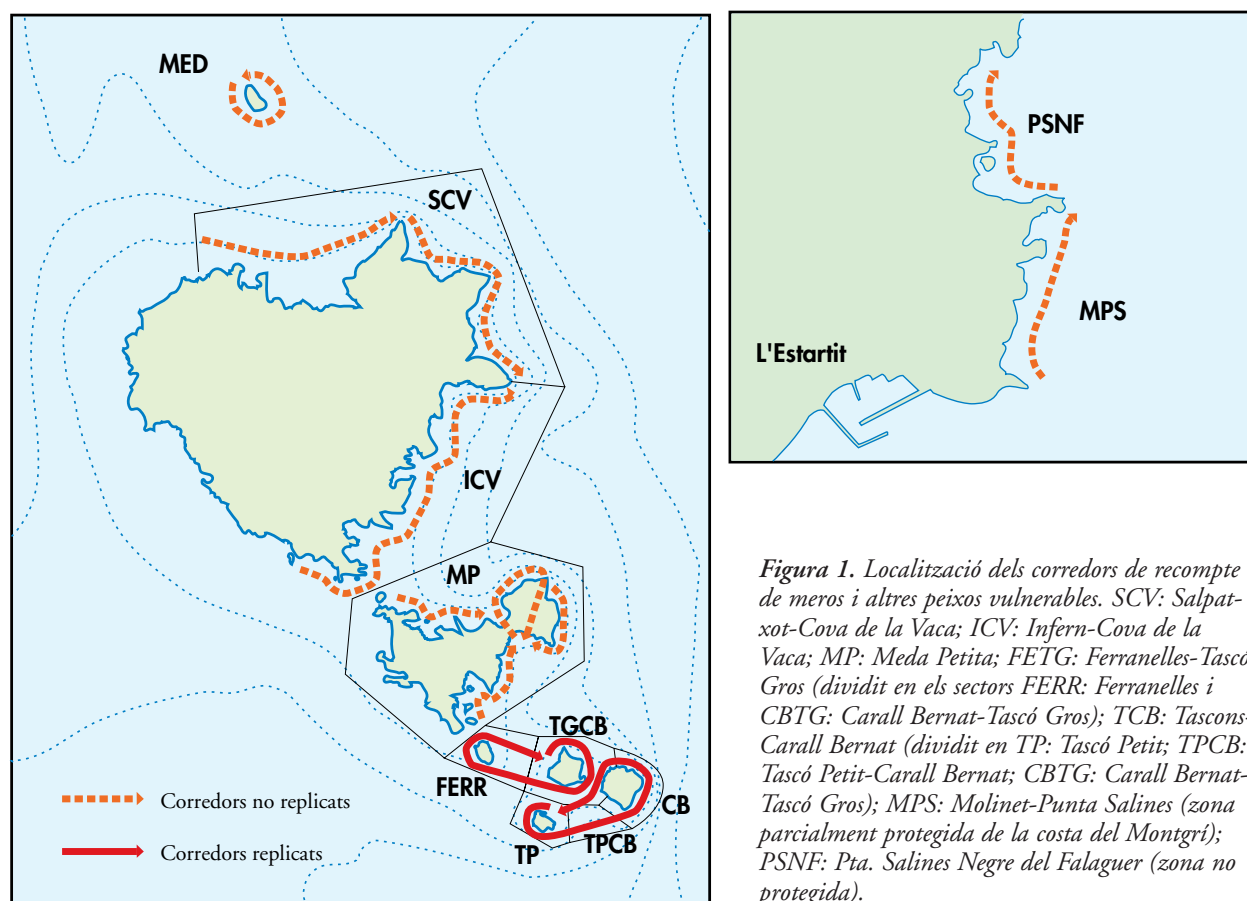 MED
SCV
ICV
MP
TGCB
FERR
CB
TPCB
TP
Corredors no replicats
Corredors replicats
PSNF
MPS
L'Estartit
Figura 1. Localització dels corredors de recompte
de meros i altres peixos vulnerables. SCV: Salpat-
xot-Cova de la Vaca; ICV: Infern-Cova de la
Vaca; MP: Meda Petita; FETG: Ferranelles-Tascó
Gros (dividit en els sectors FERR: Ferranelles i
CBTG: Carall Bernat-Tascó Gros); TCB: Tascons-
Carall Bernat (dividit en TP: Tascó Petit; TPCB:
Tascó Petit-Carall Bernat; CBTG: Carall Bernat-
Tascó Gros); MPS: Molinet-Punta Salines (zona
parcialment protegida de la costa del Montgrí);
PSNF: Pta. Salines Negre del Falaguer (zona no
protegida).